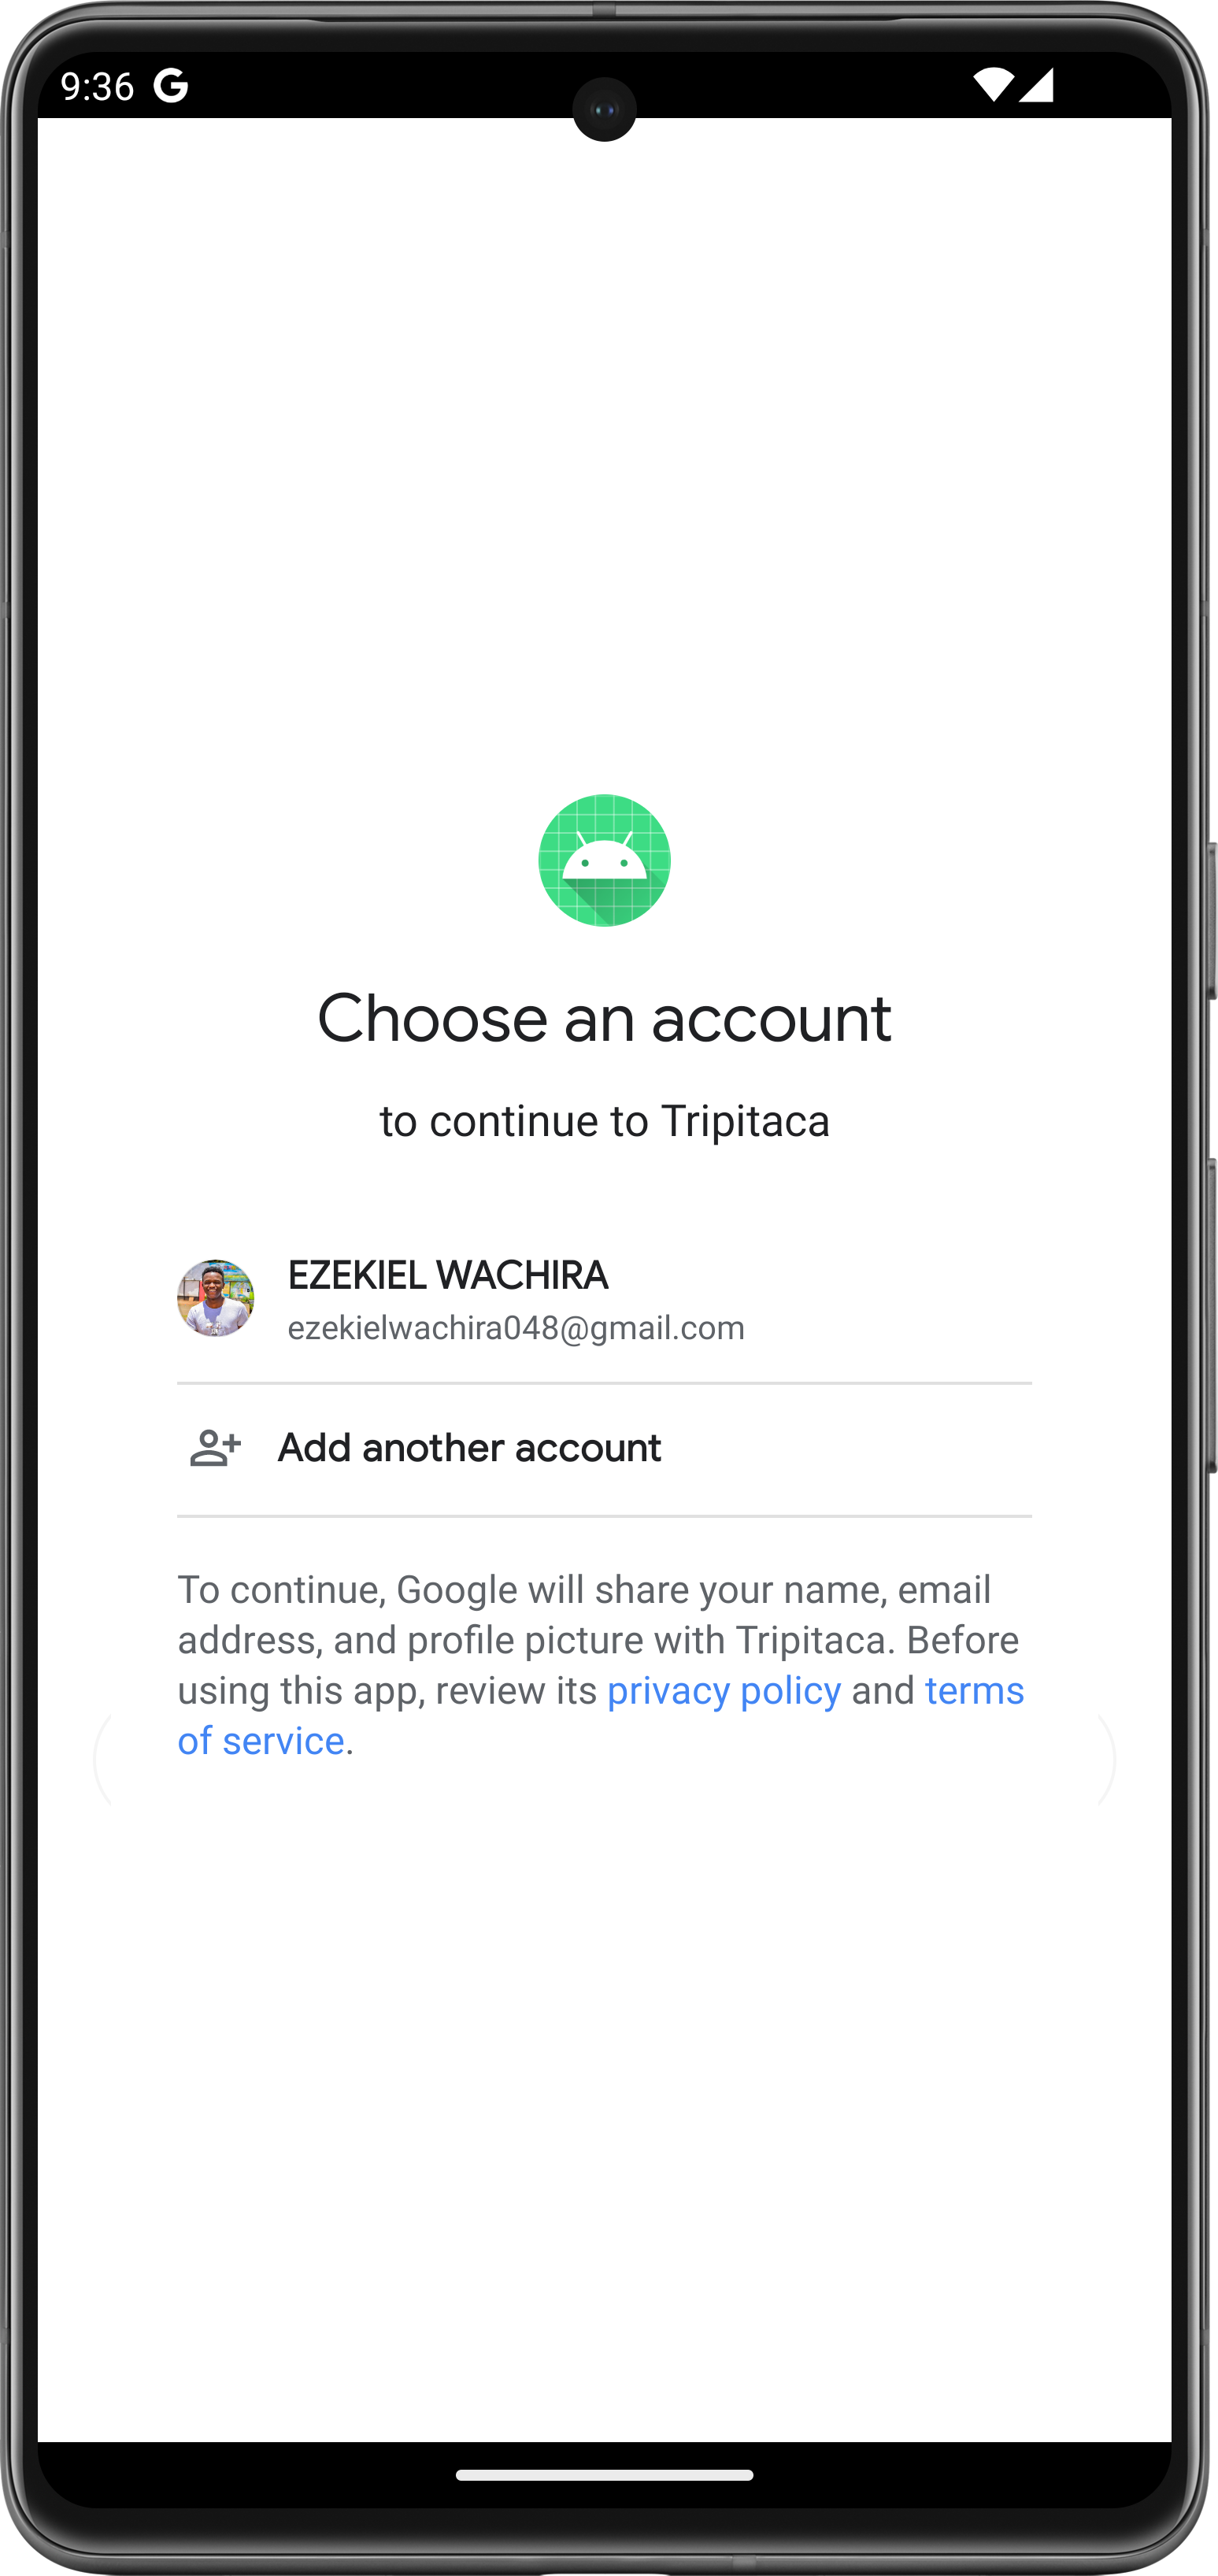 9:36 G
Choose an account
to continue to Tripitaca
EZEKIEL WACHIRA
ezekielwachira048@gmail.com
Add another account
To continue, Google will share your name, email
address, and profile picture with Tripitaca. Before
using this app, review its privacy policy and terms
of service.